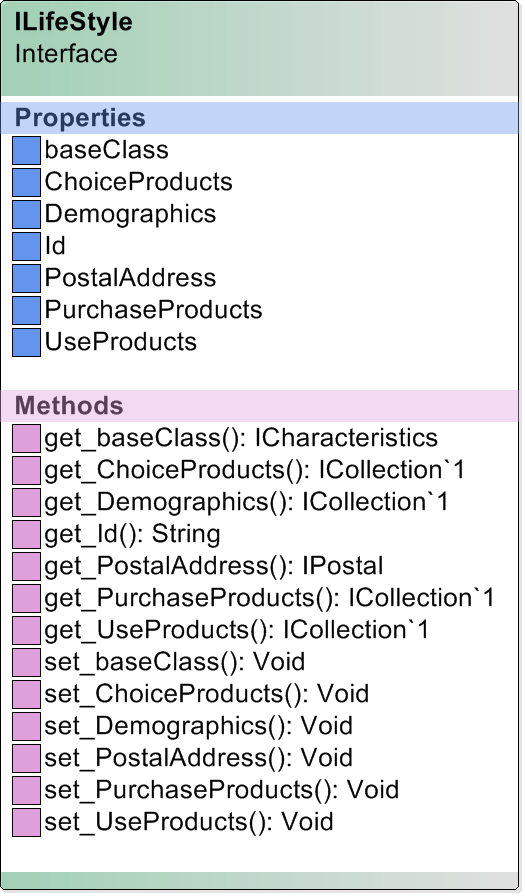 ILifeStyle
Interface
Properties
baseClass
ChoiceProducts
Demographics
Id
PostalAddress
PurchaseProducts
UseProducts
Methods
get_baseClass(): ICharacteristics
get_ChoiceProducts(): ICollection`1
get_Demographics(): ICollection`1
get_Id(): String
get_PostalAddress(): IPostal
get_PurchaseProducts(): ICollection`1
get_UseProducts(): ICollection`1
set_baseClass(): Void
set_ChoiceProducts(): Void
set_Demographics(): Void
set_PostalAddress(): Void
set_PurchaseProducts(): Void
set_UseProducts(): Void